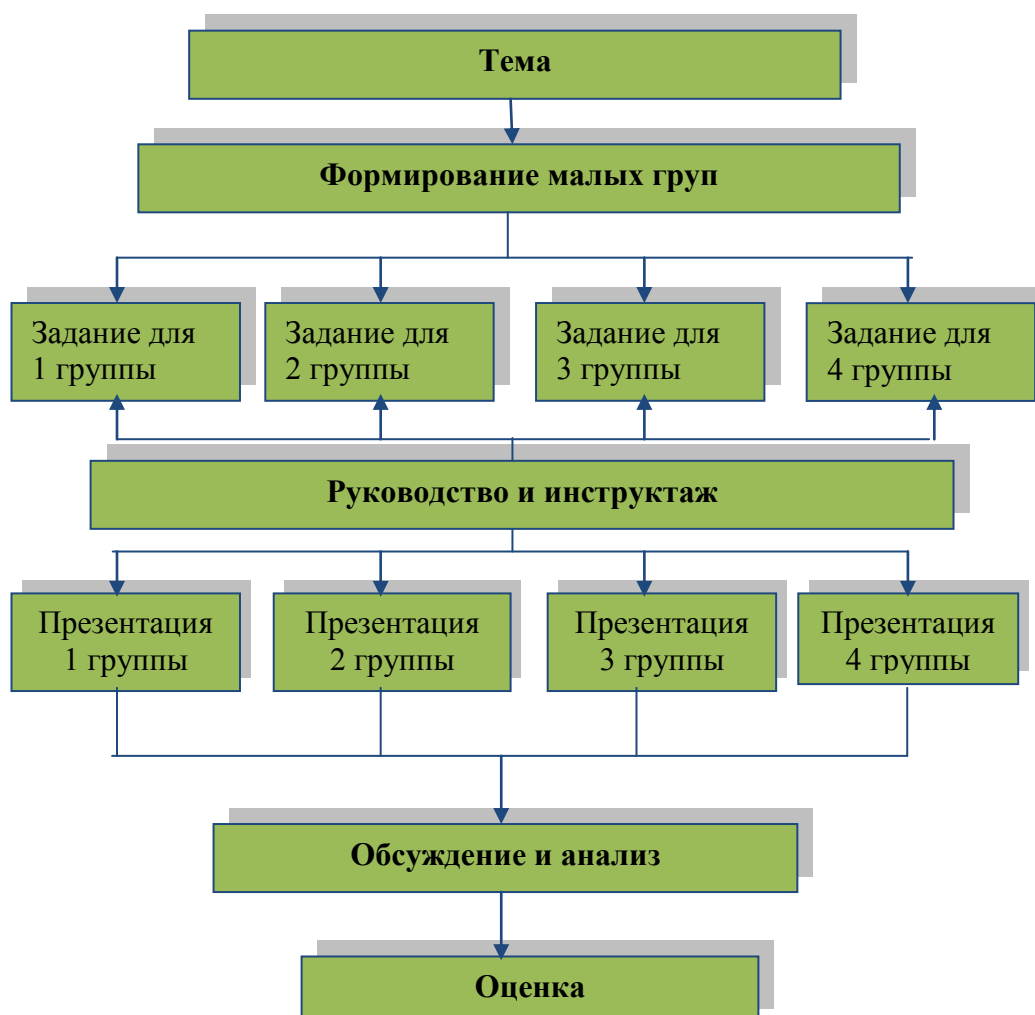 Тема
Формирование малых груп
Задание для
1 группы
Задание для
2 группы
Задание для
3 группы
Задание для
4 группы
Руководство и инструктаж
Презентация
1 группы
Презентация
2 группы
Презентация
3 группы
Презентация
4 группы
Обсуждение и анализ
Оценка